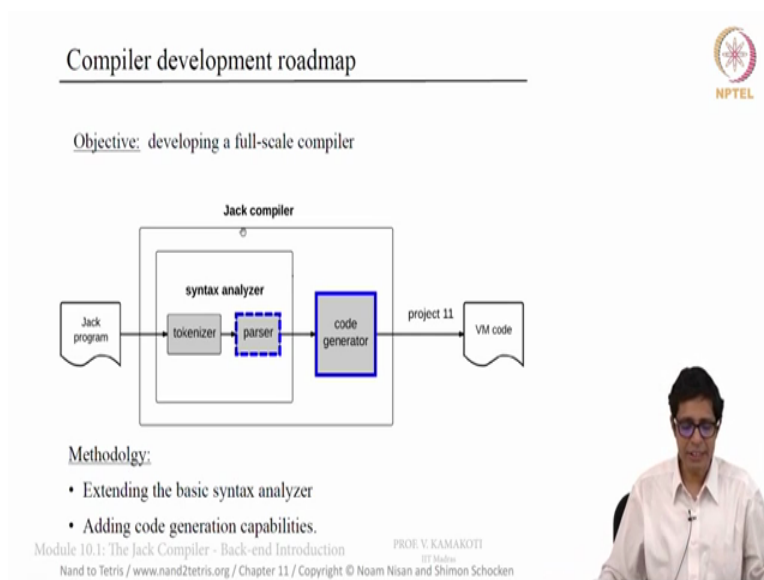 Compiler development roadmap
NPTEL
Objective: developing a full-scale compiler
Jack compiler
syntax analyzer
Jack
program
tokenizer
parser
code
generator
project 11
VM code
Methodolgy:
• Extending the basic syntax analyzer
• Adding code generation capabilities.
Module 10.1: The Jack Compiler - Back-end Introduction
PROF. V. KAMAKOTI
IIT Madras
Nand to Tetris / www.nand2tetris.org / Chapter 11 / Copyright © Noam Nisan and Shimon Schocken